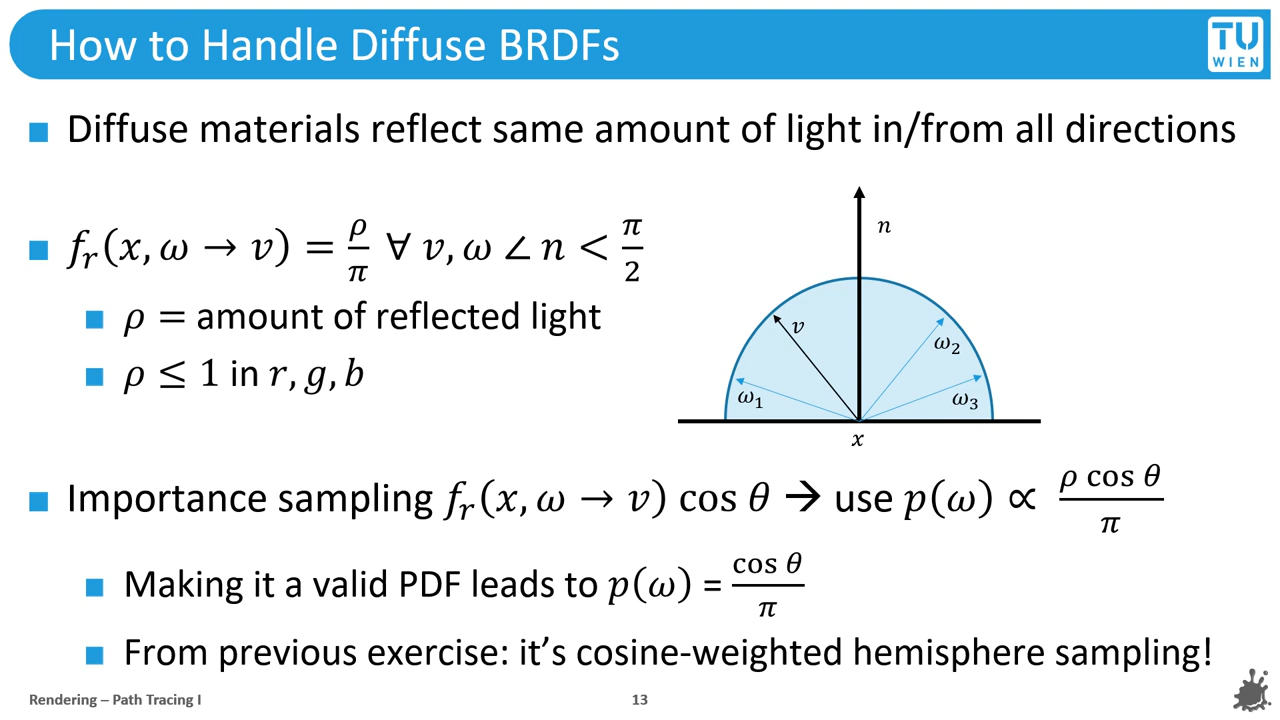 How to Handle Diffuse BRDFs
TU
WIEN
Diffuse materials reflect same amount of light in/from all directions
𝑓ᵣ(𝑥, 𝜔 → 𝑣) = 𝜌/𝜋 ∀ 𝑣, 𝜔 ∠ 𝑛 < 𝜋/2
𝜌 = amount of reflected light
𝜌 ≤ 1 in 𝑟, 𝑔, 𝑏
𝑛
𝑣
𝜔₂
𝜔₁
𝜔₃
𝑥
Importance sampling 𝑓ᵣ(𝑥, 𝜔 → 𝑣) cos 𝜃 → use 𝑝(𝜔) ∝ 𝜌 cos 𝜃/𝜋
Making it a valid PDF leads to 𝑝(𝜔) = cos 𝜃/𝜋
From previous exercise: it’s cosine-weighted hemisphere sampling!
Rendering – Path Tracing I
13